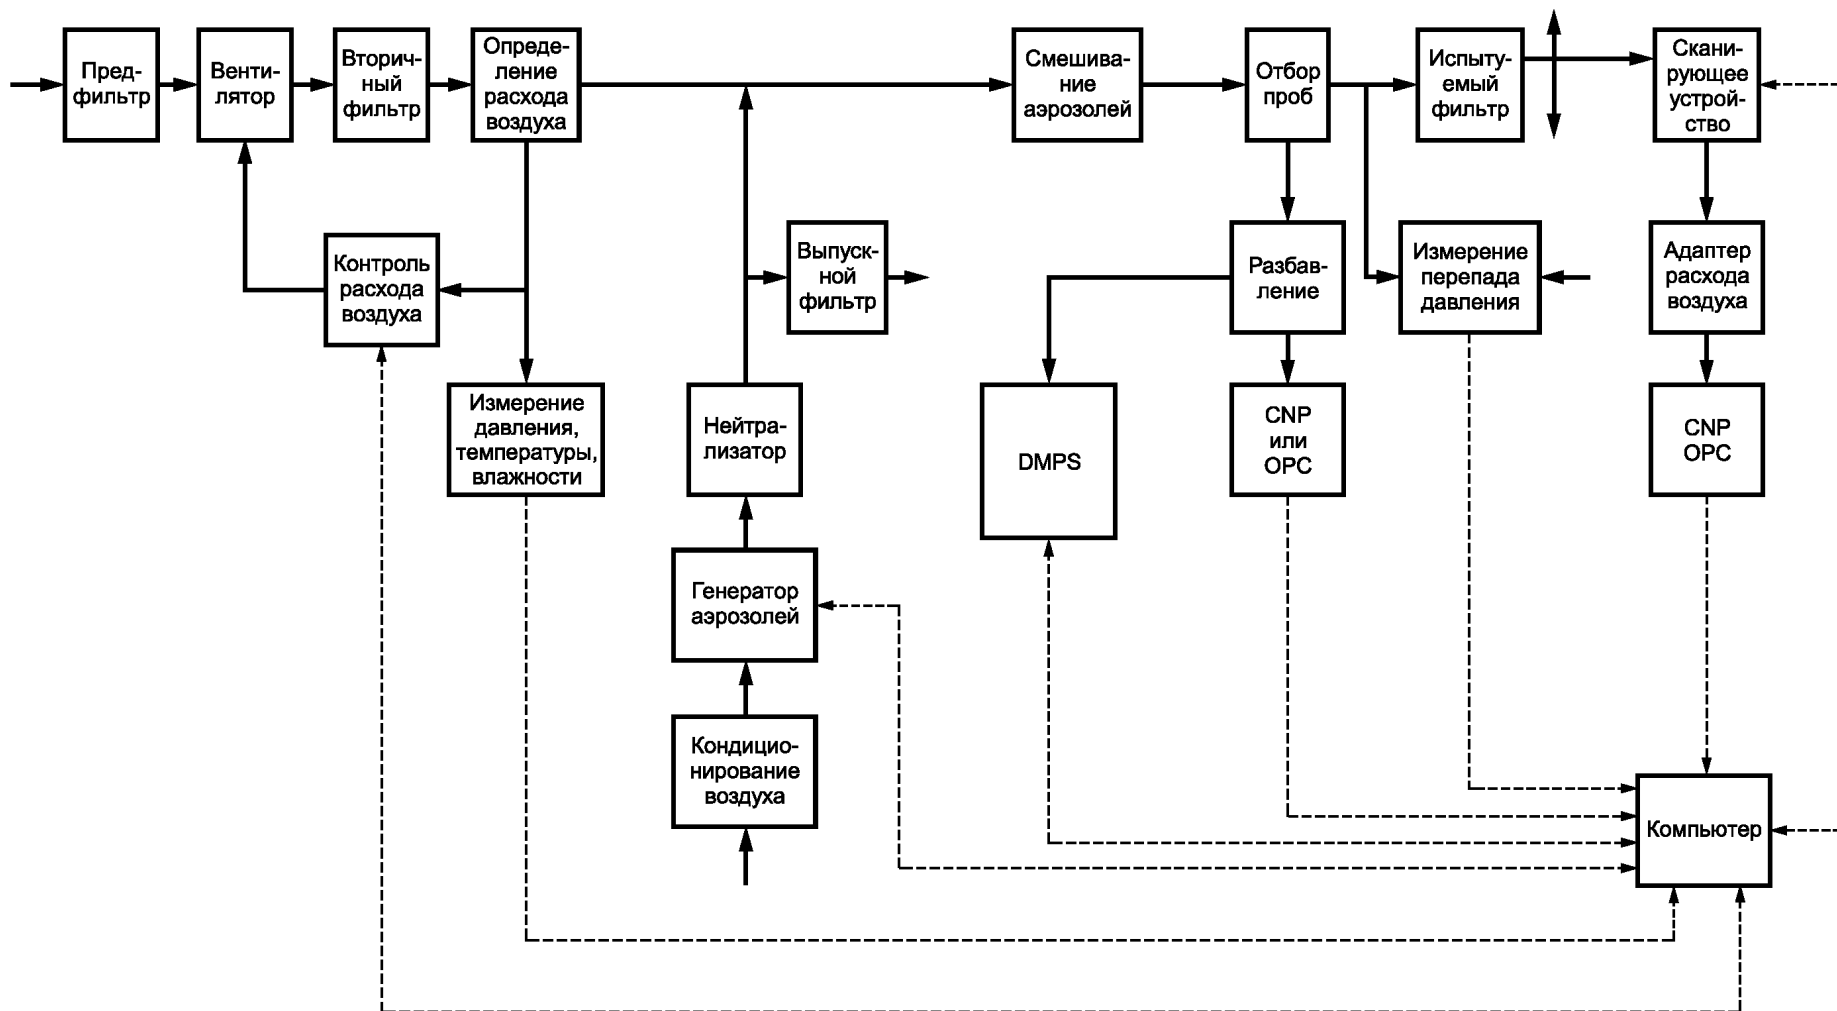 Пред-
фильтр
Венти-
лятор
Вторич-
ный
фильтр
Опреде-
ление
расхода
воздуха
Смешива-
ние
аэрозолей
Отбор
проб
Испыту-
емый
фильтр
Скани-
рующее
устрой-
ство
Контроль
расхода
воздуха
Выпуск-
ной
фильтр
Разбав-
ление
Измерение
перепада
давления
Адаптер
расхода
воздуха
Измерение
давления,
температуры,
влажности
Нейтра-
лизатор
DMPS
CNP
или
OPC
CNP
OPC
Генератор
аэрозолей
Кондицио-
нирование
воздуха
Компьютер